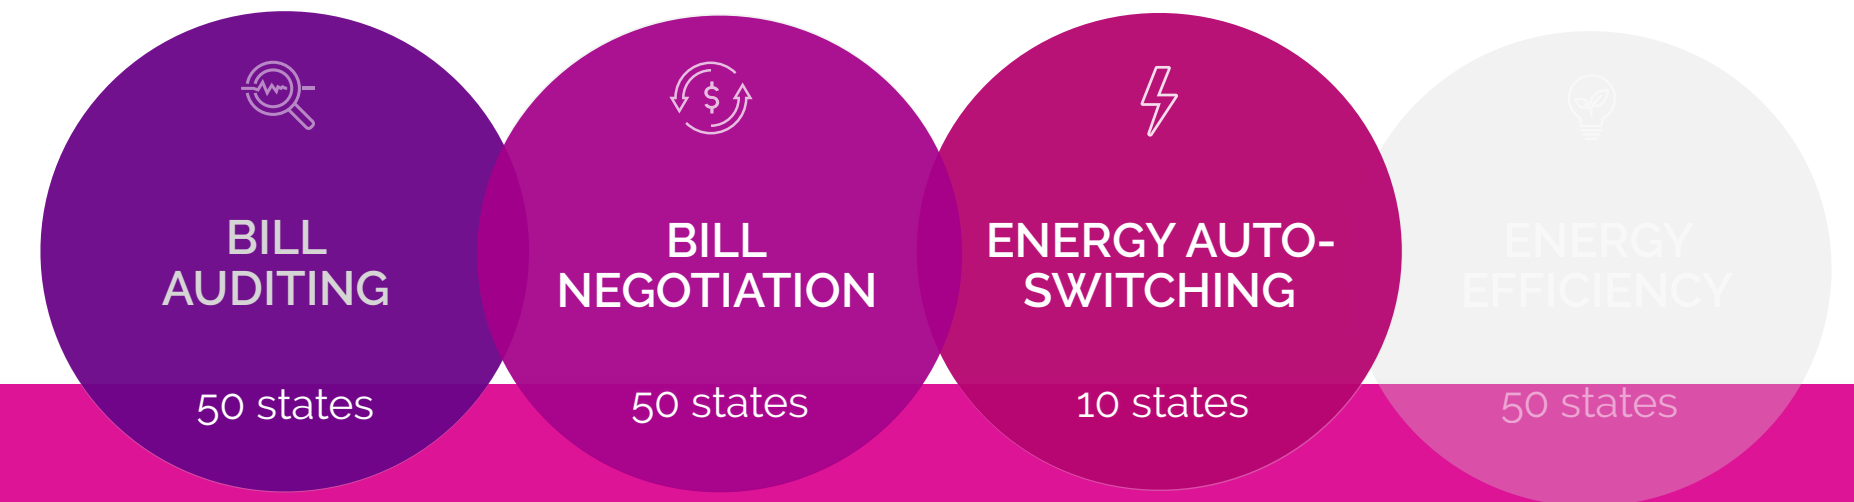 BILL
AUDITING
50 states
BILL
NEGOTIATION
50 states
ENERGY AUTO-
SWITCHING
10 states
ENERGY
EFFICIENCY
50 states